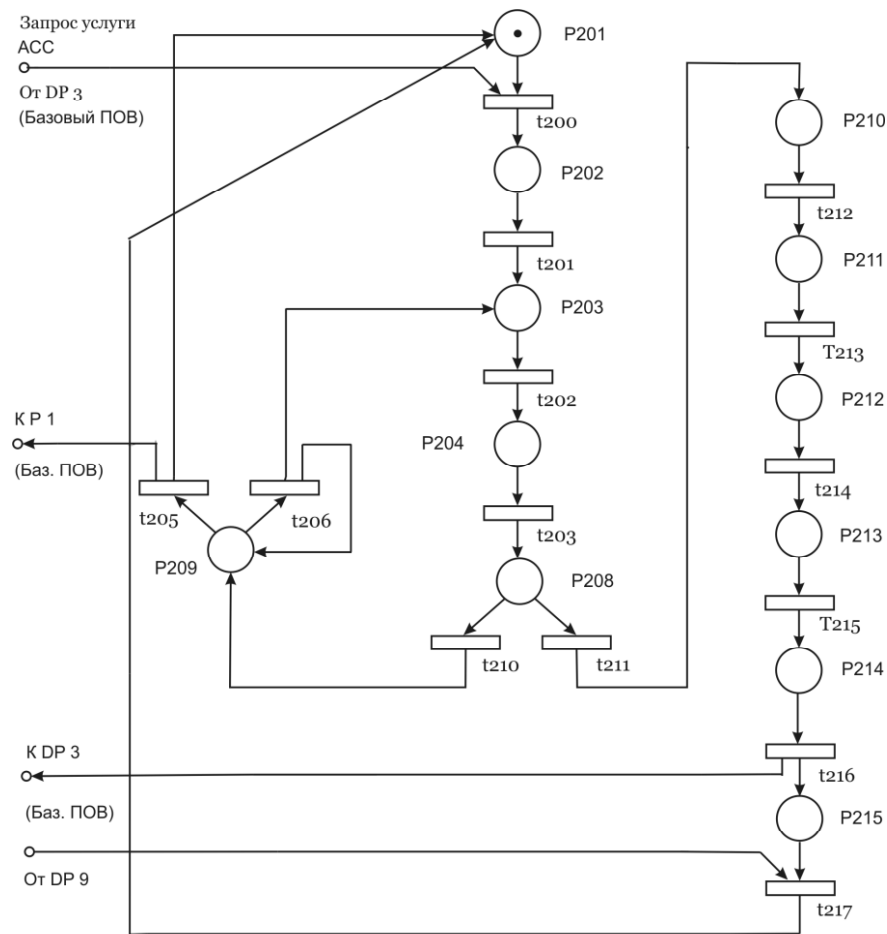 Запрос услуги
АСС
От DP 3
(Базовый ПОВ)
P201
t200
P202
t201
P203
t202
P204
t203
P208
t210
t211
К P 1
(Баз. ПОВ)
t205
t206
P209
P210
t212
P211
T213
P212
t214
P213
T215
P214
t216
P215
t217
К DP 3
(Баз. ПОВ)
От DP 9